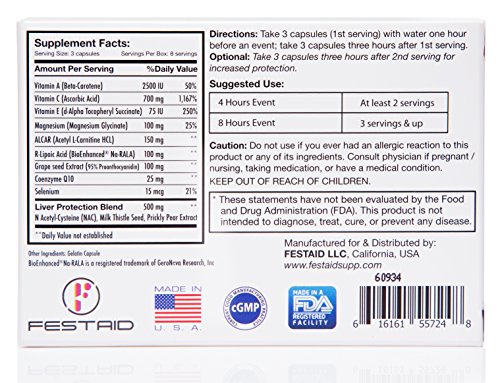 Supplement Facts:
Serving Size: 3 capsules Servings Per Box: 8 servings
Amount Per Serving %Daily Value
Vitamin A (Beta-Carotene) 2500 IU 50%
Vitamin C (Ascorbic Acid) 700 mg 1,167%
Vitamin E (d-Alpha Tocopheryl Succinate) 75 IU 250%
Magnesium (Magnesium Glycinate) 100 mg 25%
ALCAR (Acetyl L-Carnitine HCL) 150 mg **
R-Lipoic Acid (BioEnhanced® Na-RALA) 100 mg **
Grape seed Extract (95% Proanthocyanidin) 100 mg **
Coenzyme Q10 25 mg **
Selenium 15 mcg 21%
Liver Protection Blend 500 mg **
N Acetyl-Cysteine (NAC), Milk Thistle Seed, Prickly Pear Extract
**Daily Value not established
Other Ingredients: Gelatin Capsule
BioEnhanced® Na-RALA is a resgistered trademark of GeroNova Research, Inc
FESTAID
MADE IN
U.S.A.
Directions: Take 3 capsules (1st serving) with water one hour
before an event; take 3 capsules three hours after 1st serving.
Optional: Take 3 capsules three hours after 2nd serving for
increased protection.
Suggested Use:
4 Hours Event At least 2 servings
8 Hours Event 3 servings & up
Caution: Do not use if you ever had an allergic reaction to this
product or any of its ingredients. Consult physician if pregnant /
nursing, taking medication, or have a medical condition.
KEEP OUT OF REACH OF CHILDREN.
* These statements have not been evaluated by the Food
and Drug Administration (FDA). This product is not
intended to diagnose, treat, cure, or prevent any disease.
Manufactured for & Distributed by:
FESTAID LLC, California, USA
www.festaidsupp.com
60934
cGMP
MADE IN A
FDA
REGISTERED
FACILITY
6 16161 55724 8